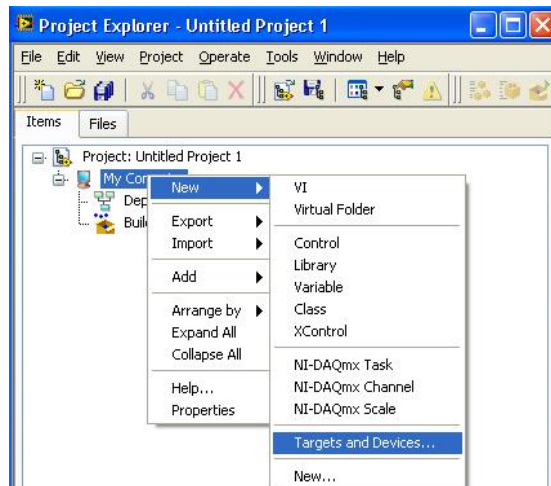 Project Explorer - Untitled Project 1
File Edit View Project Operate Tools Window Help
Items Files
Project: Untitled Project 1
My Com
Dep
Buil
New
Export
Import
Add
Arrange by
Expand All
Collapse All
Help...
Properties
VI
Virtual Folder
Control
Library
Variable
Class
XControl
NI-DAQmx Task
NI-DAQmx Channel
NI-DAQmx Scale
Targets and Devices...
New...